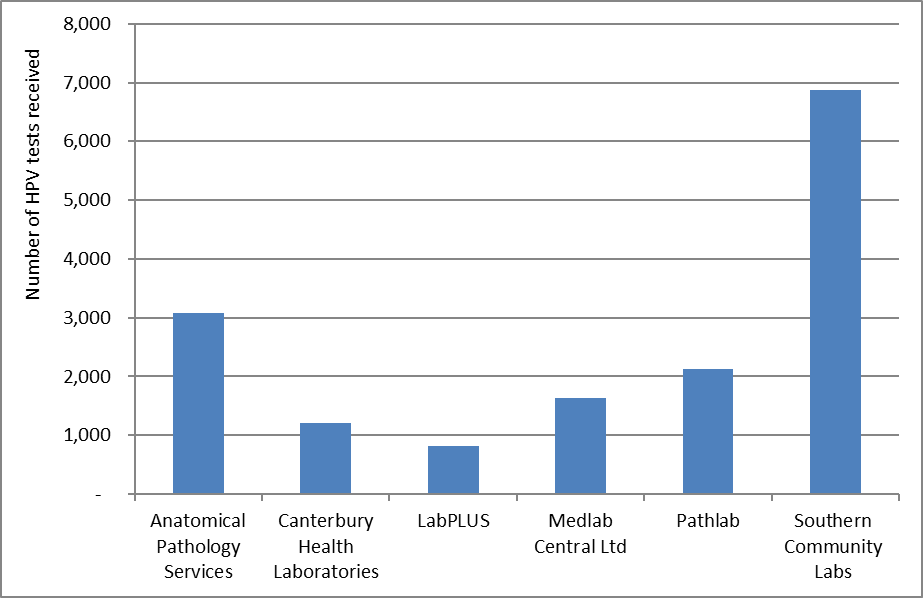 Number of HPV tests received
8,000
7,000
6,000
5,000
4,000
3,000
2,000
1,000
-
Anatomical
Pathology
Services
Canterbury
Health
Laboratories
LabPLUS
Medlab
Central Ltd
Pathlab
Southern
Community
Labs